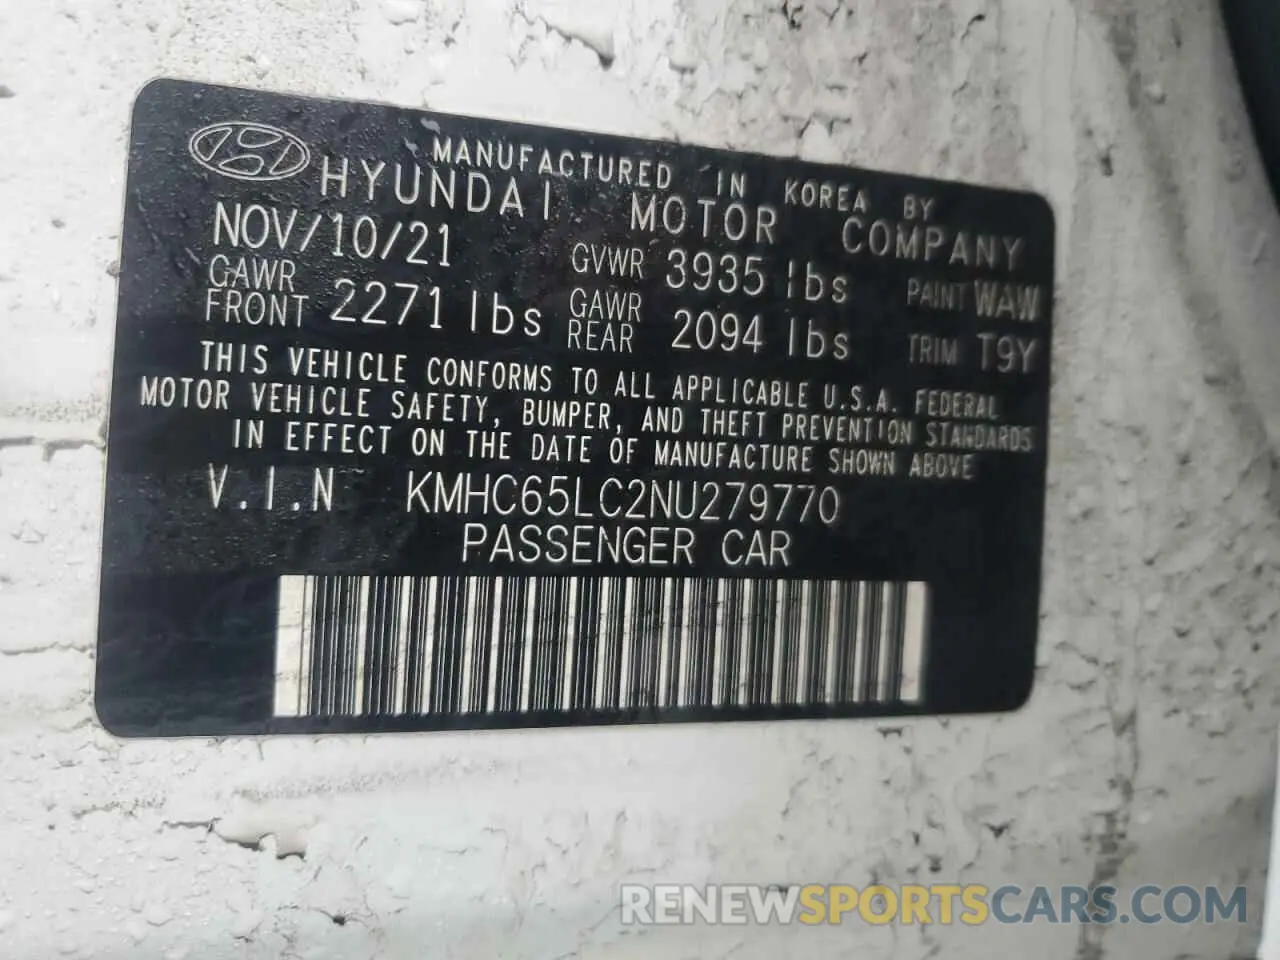 MANUFACTURED IN KOREA BY
HYUNDAI MOTOR COMPANY
NOV/10/21 GVWR 3935 lbs PAINT WAW
GAWR FRONT 2271 lbs GAWR REAR 2094 lbs TRIM T9Y
THIS VEHICLE CONFORMS TO ALL APPLICABLE U.S.A. FEDERAL
MOTOR VEHICLE SAFETY, BUMPER, AND THEFT PREVENTION STANDARDS
IN EFFECT ON THE DATE OF MANUFACTURE SHOWN ABOVE
V.I.N KMHC65LC2NU279770
PASSENGER CAR
RENEWSPORTSCARS.COM